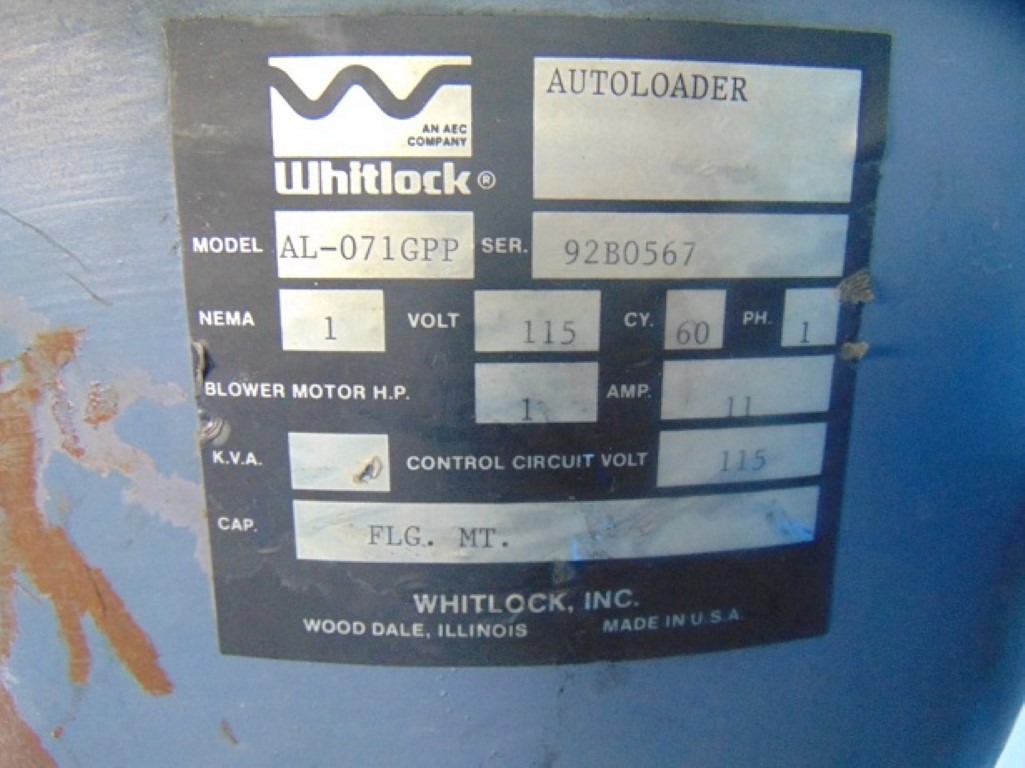 AUTOLOADER
AN AEC
COMPANY
Whitlock®
MODEL AL-071GPP SER. 92B0567
NEMA 1 VOLT 115 CY. 60 PH. 1
BLOWER MOTOR H.P. 1 AMP. 11
K.V.A. CONTROL CIRCUIT VOLT 115
CAP. FLG. MT.
WHITLOCK, INC.
WOOD DALE, ILLINOIS MADE IN U.S.A.